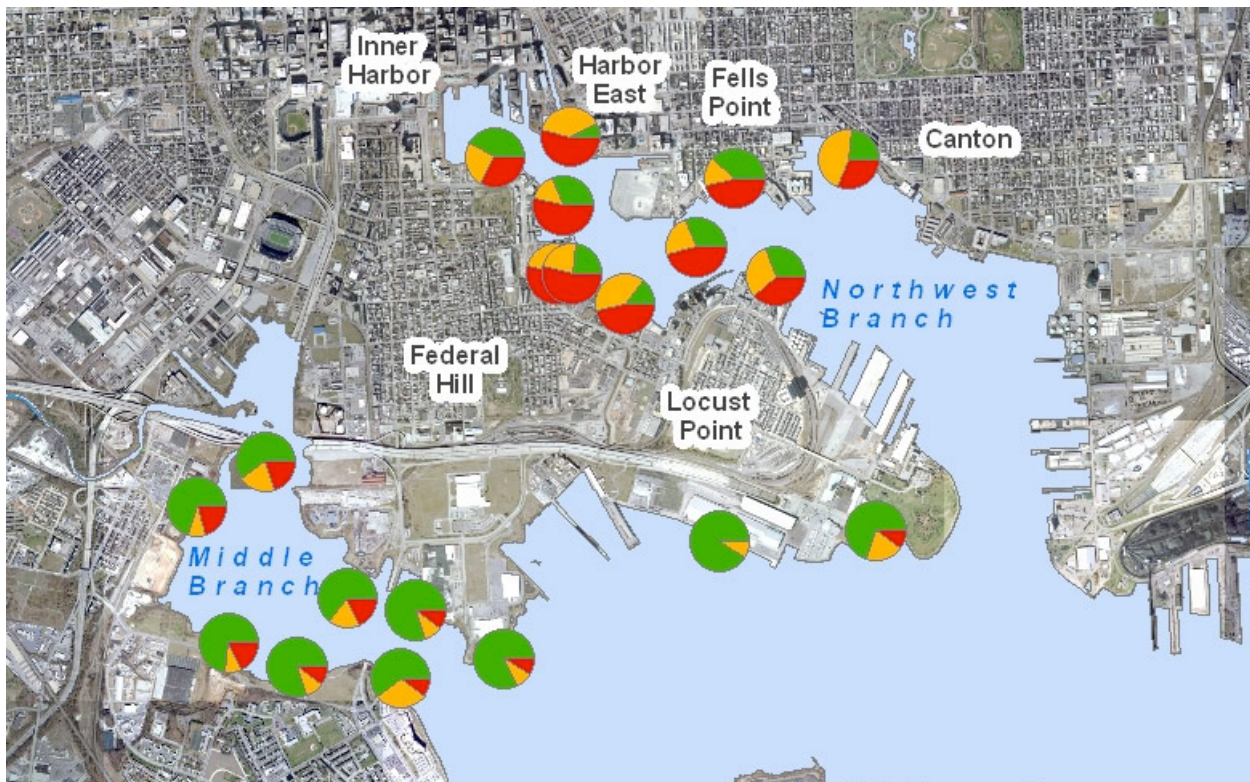 Inner
Harbor
Harbor
East
Fells
Point
Canton
Northwest
Branch
Federal
Hill
Locust
Point
Middle
Branch